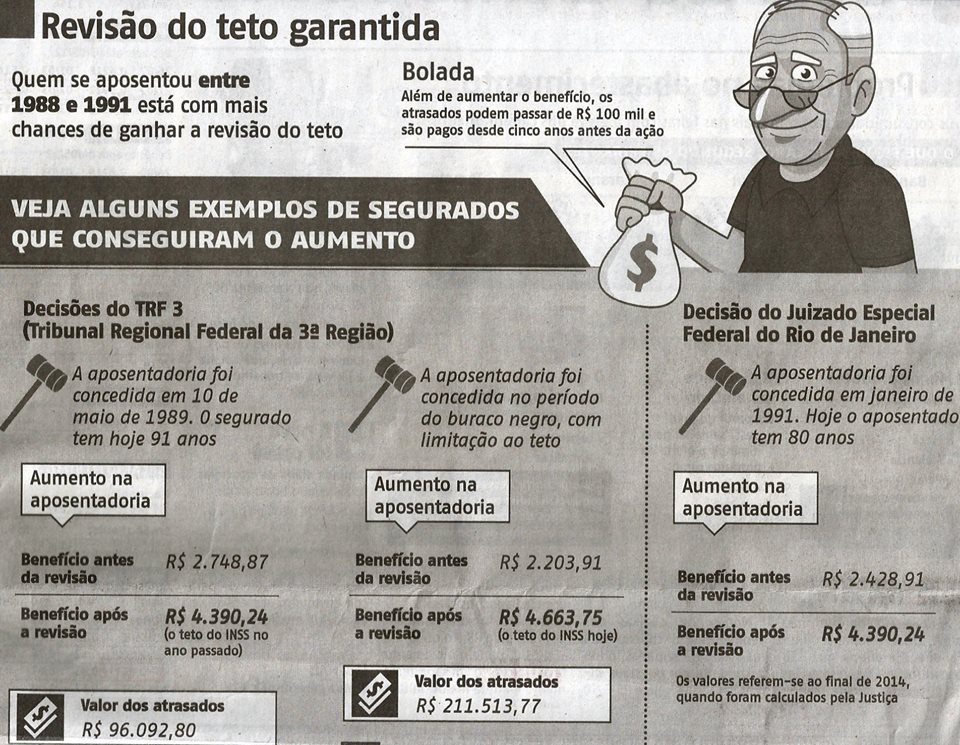 Revisão do teto garantida
Quem se aposentou entre
1988 e 1991 está com mais
chances de ganhar a revisão do teto
Bolada
Além de aumentar o benefício, os
atrasados podem passar de R$ 100 mil e
são pagos desde cinco anos antes da ação
$
VEJA ALGUNS EXEMPLOS DE SEGURADOS
QUE CONSEGUIRAM O AUMENTO
Decisões do TRF 3
(Tribunal Regional Federal da 3ª Região)
A aposentadoria foi
concedida em 10 de
maio de 1989. O segurado
tem hoje 91 anos
Aumento na
aposentadoria
Benefício antes
da revisão
R$ 2.748,87
Benefício após
a revisão
R$ 4.390,24
(o teto do INSS no
ano passado)
$
Valor dos atrasados
R$ 96.092,80
A aposentadoria foi
concedida no período
do buraco negro, com
limitação ao teto
Aumento na
aposentadoria
Benefício antes
da revisão
R$ 2.203,91
Benefício após
a revisão
R$ 4.663,75
(o teto do INSS hoje)
$
Valor dos atrasados
R$ 211.513,77
Decisão do Juizado Especial
Federal do Rio de Janeiro
A aposentadoria foi
concedida em janeiro de
1991. Hoje o aposentado
tem 80 anos
Aumento na
aposentadoria
Benefício antes
da revisão
R$ 2.428,91
Benefício após
a revisão
R$ 4.390,24
Os valores referem-se ao final de 2014,
quando foram calculados pela Justiça